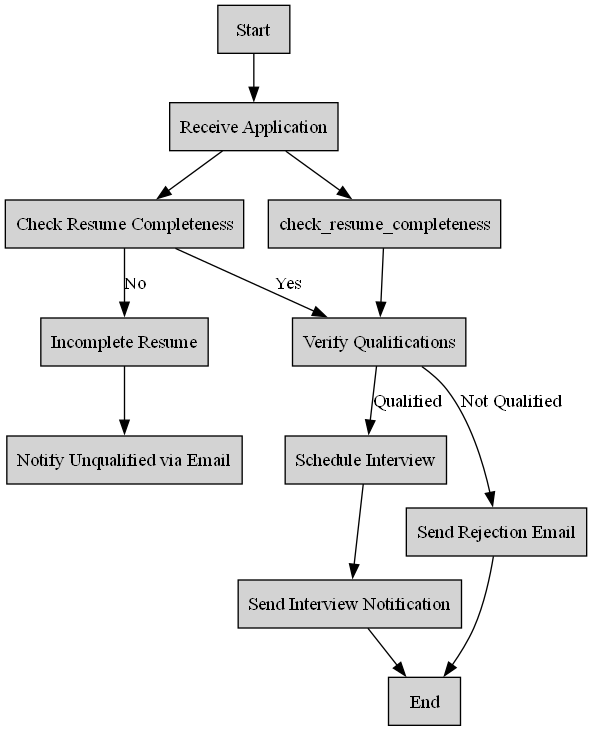 Start
Receive Application
Check Resume Completeness
check_resume_completeness
No
Yes
Incomplete Resume
Verify Qualifications
Qualified
Not Qualified
Notify Unqualified via Email
Schedule Interview
Send Rejection Email
Send Interview Notification
End